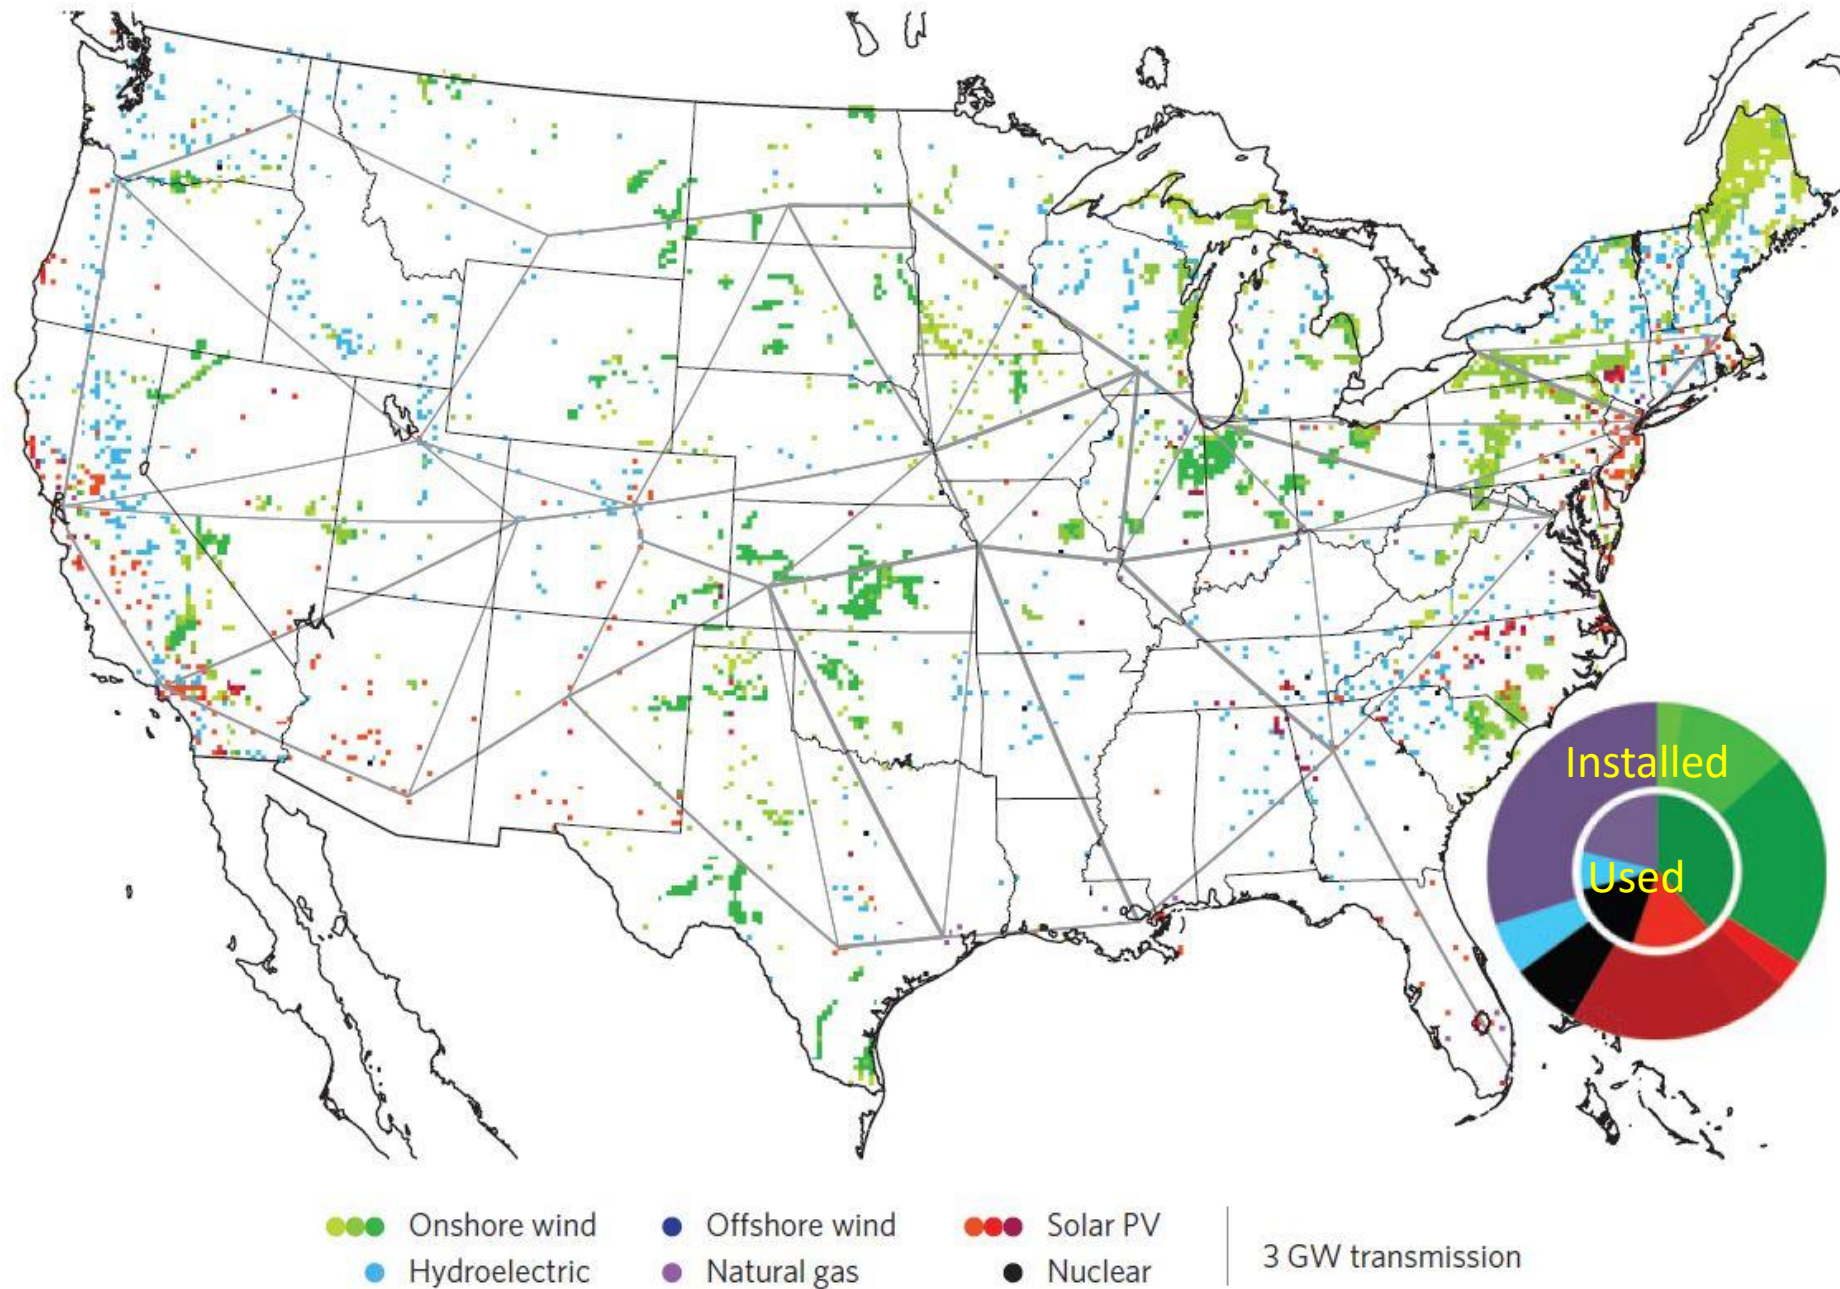 Installed
Used
Onshore wind
Offshore wind
Solar PV
Hydroelectric
Natural gas
Nuclear
3 GW transmission